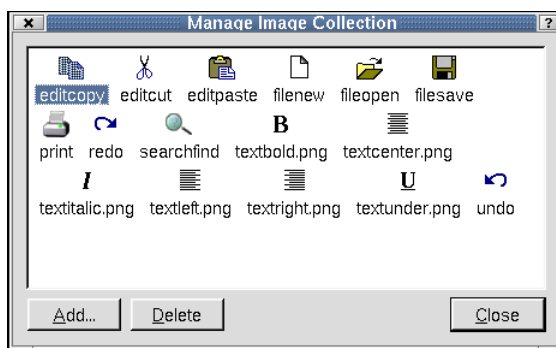 Manage Image Collection
editcopy editcut editpaste filenew fileopen filesave
B
print redo searchfind textbold.png textcenter.png
I U
textitalic.png textleft.png textright.png textunder.png undo
Add... Delete Close